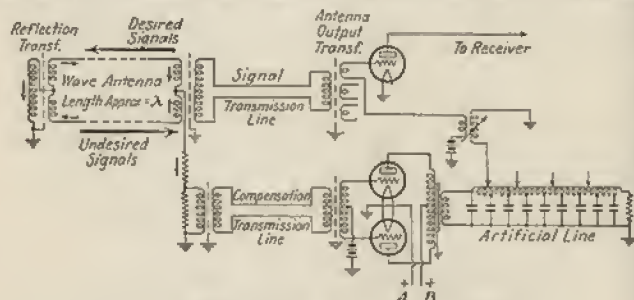 Reflection
Transf.
Desired
Signals
Wave Antenna
Length Approx = λ
Undesired
Signals
Signal
Transmission
Line
Antenna
Output
Transf.
To Receiver
Compensation
Transmission
Line
Artificial Line
+ +
A B